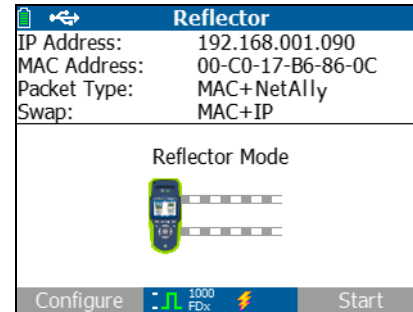 Reflector
IP Address: 192.168.001.090
MAC Address: 00-C0-17-B6-86-0C
Packet Type: MAC+NetAlly
Swap: MAC+IP
Reflector Mode
Configure 1000 FDx Start